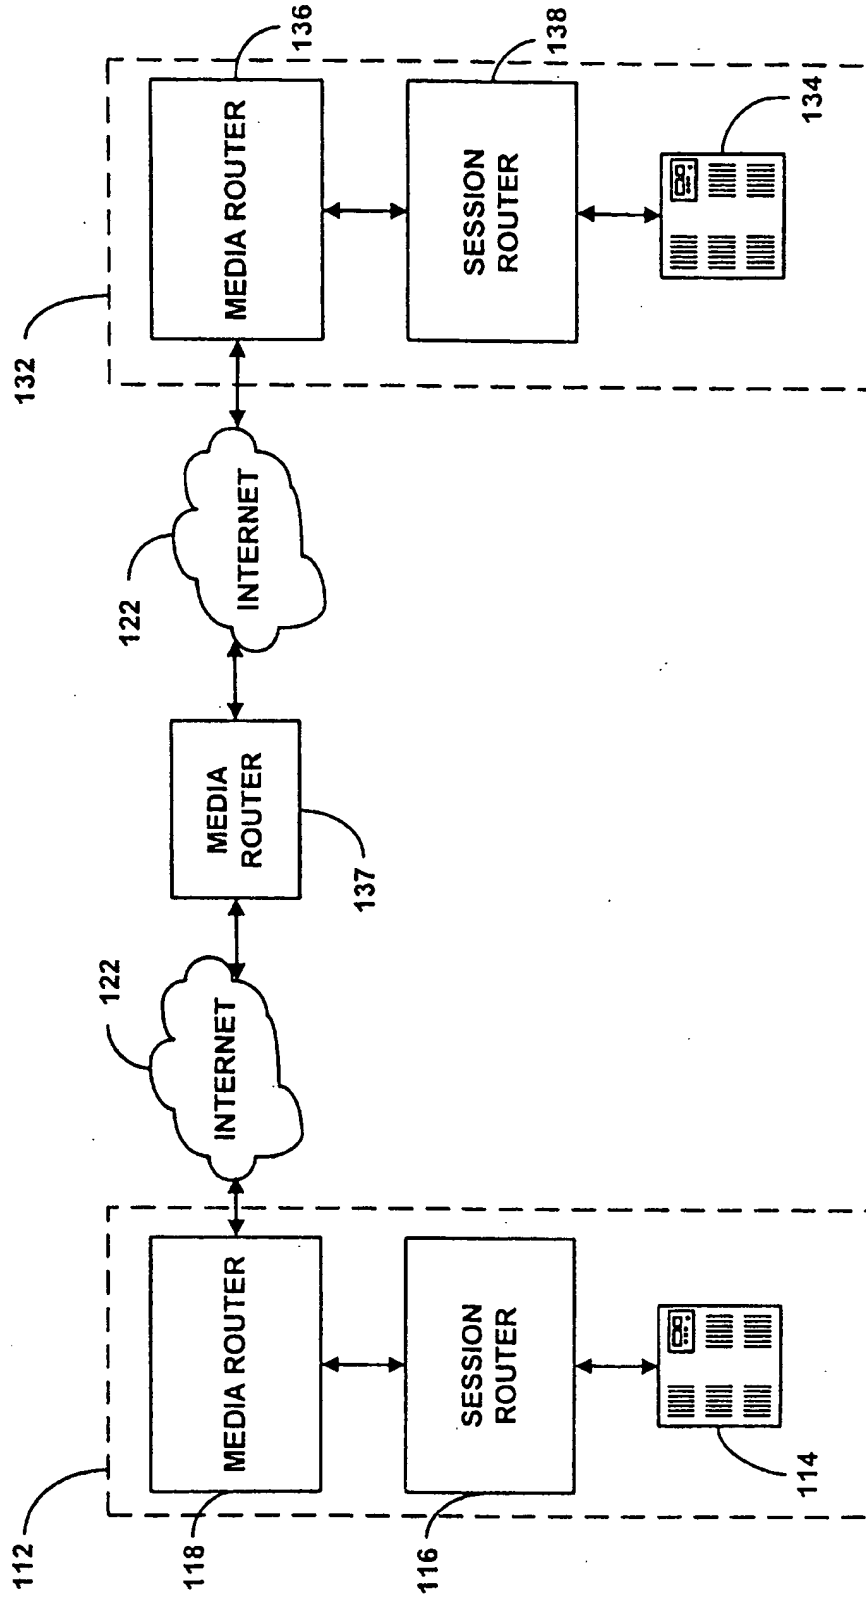 112
132
122
122
118
MEDIA ROUTER
INTERNET
MEDIA
ROUTER
INTERNET
MEDIA ROUTER
136
137
116
SESSION
ROUTER
SESSION
ROUTER
138
114
134